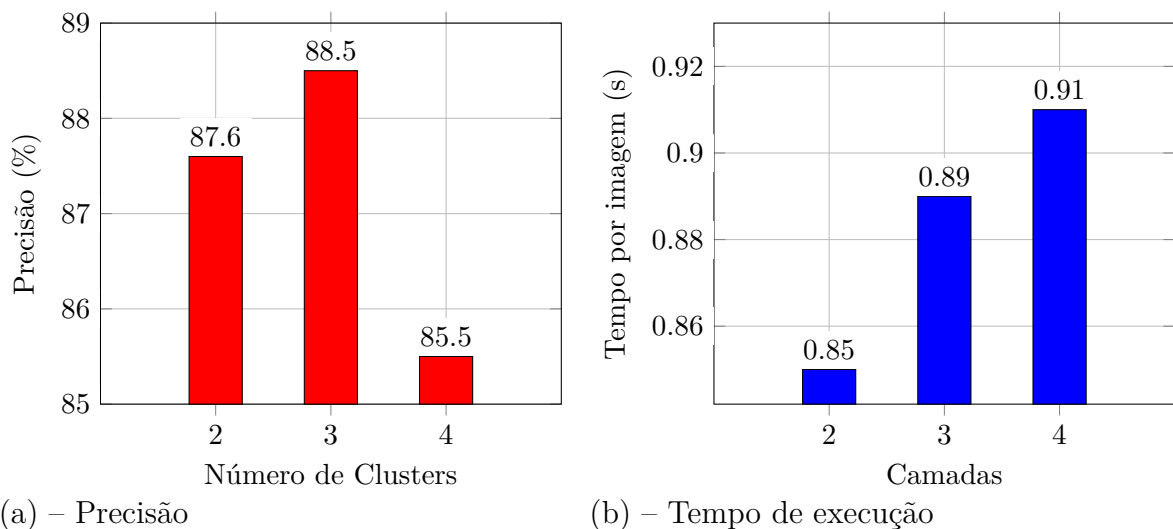 89
88
87
86
85
Precisão (%)
87.6
88.5
85.5
2 3 4
Número de Clusters
(a) – Precisão
0.92
0.9
0.88
0.86
Tempo por imagem (s)
0.85
0.89
0.91
2 3 4
Camadas
(b) – Tempo de execução